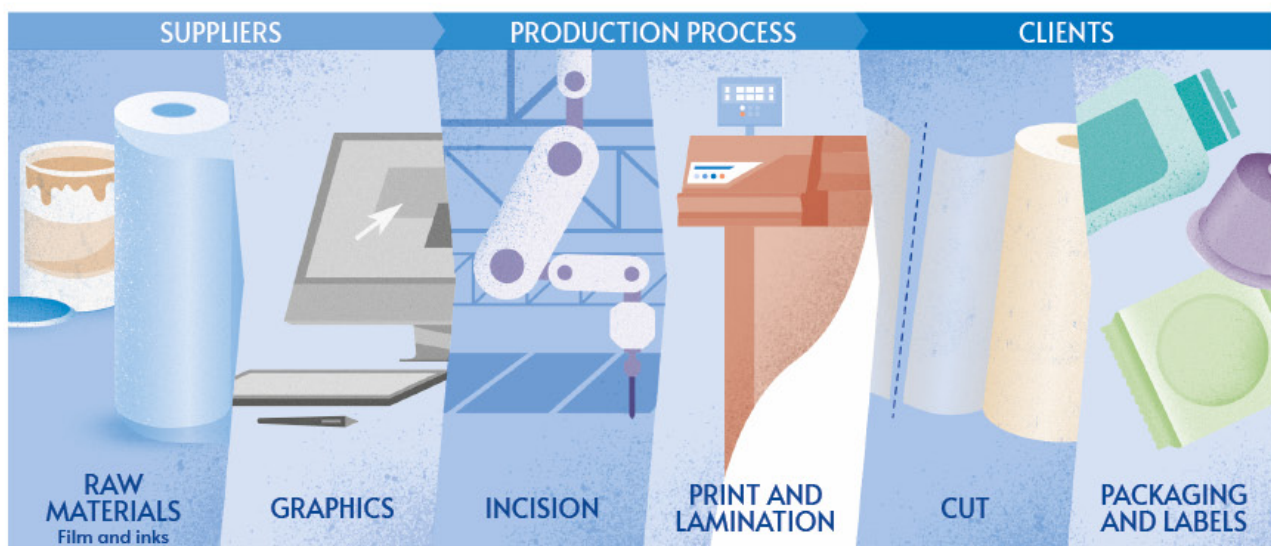 SUPPLIERS
PRODUCTION PROCESS
CLIENTS
RAW
MATERIALS
Film and inks
GRAPHICS
INCISION
PRINT AND
LAMINATION
CUT
PACKAGING
AND LABELS